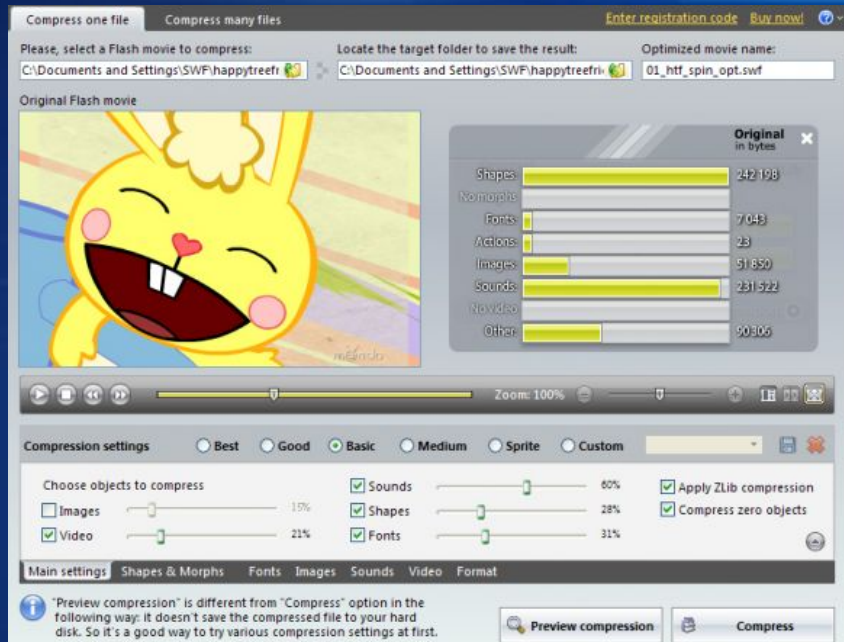 Compress one file
Compress many files
Enter registration code
Buy now!
Please, select a Flash movie to compress:
Locate the target folder to save the result:
Optimized movie name:
C:\Documents and Settings\SWF\happytreefr
C:\Documents and Settings\SWF\happytreefri
01_htf_spin_opt.swf
Original Flash movie
Original
in bytes
Shapes: 242 198
No morphs
Fonts: 7 043
Actions: 23
Images: 51 850
Sounds: 231 522
No video
Other: 90 306
mondo
Zoom: 100%
Compression settings
Best
Good
Basic
Medium
Sprite
Custom
Choose objects to compress
Images 15%
Video 21%
Sounds 60%
Shapes 28%
Fonts 31%
Apply ZLib compression
Compress zero objects
Main settings
Shapes & Morphs
Fonts
Images
Sounds
Video
Format
"Preview compression" is different from "Compress" option in the
following way: it doesn't save the compressed file to your hard
disk. So it's a good way to try various compression settings at first.
Preview compression
Compress